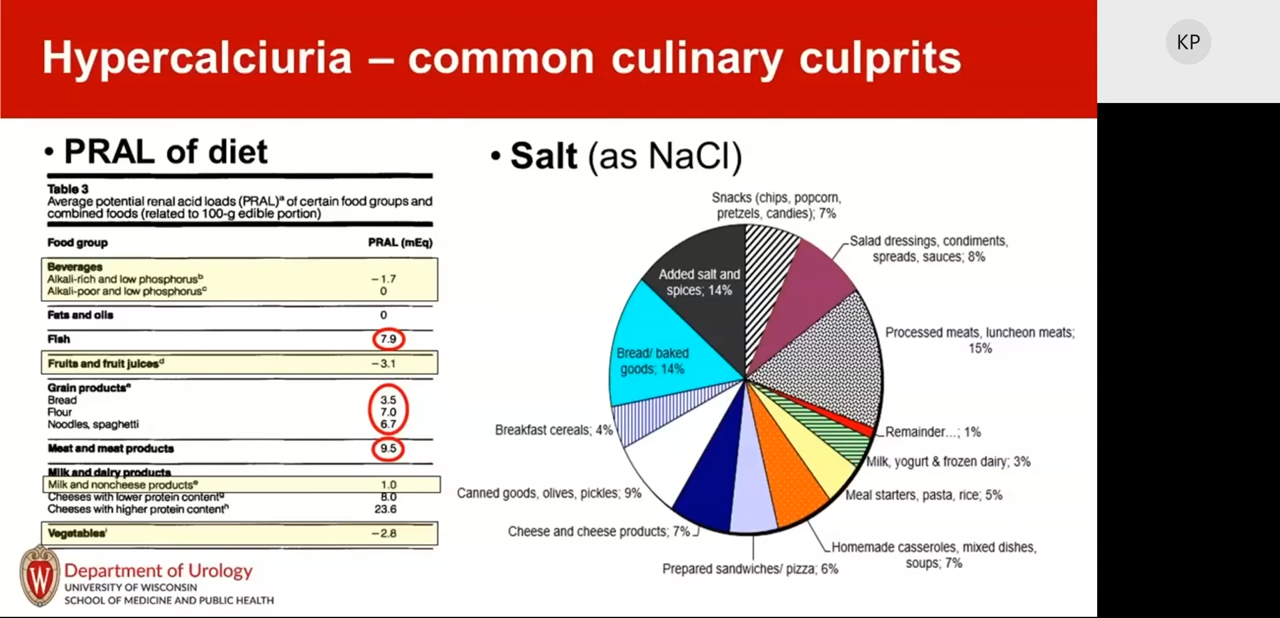 Hypercalciuria – common culinary culprits
KP
• PRAL of diet
Table 3
Average potential renal acid loads (PRAL)ª of certain food groups and
combined foods (related to 100-g edible portion)
Food group PRAL (mEq)
Beverages
Alkali-rich and low phosphorusᵇ −1.7
Alkali-poor and low phosphorusᶜ 0
Fats and oils 0
Fish 7.9
Fruits and fruit juicesᵈ −3.1
Grain productsᵉ
Bread 3.5
Flour 7.0
Noodles, spaghetti 6.7
Meat and meat products 9.5
Milk and dairy products
Milk and noncheese products 1.0
Cheeses with lower protein contentᵍ 8.0
Cheeses with higher protein contentʰ 23.6
Vegetablesⁱ −2.8
Department of Urology
UNIVERSITY OF WISCONSIN
SCHOOL OF MEDICINE AND PUBLIC HEALTH
• Salt (as NaCl)
Snacks (chips, popcorn,
pretzels, candies); 7%
Salad dressings, condiments,
spreads, sauces; 8%
Processed meats, luncheon meats;
15%
Remainder...; 1%
Milk, yogurt & frozen dairy; 3%
Meal starters, pasta, rice; 5%
Homemade casseroles, mixed dishes,
soups; 7%
Prepared sandwiches/ pizza; 6%
Cheese and cheese products; 7%
Canned goods, olives, pickles; 9%
Breakfast cereals; 4%
Bread/ baked
goods; 14%
Added salt and
spices; 14%
W